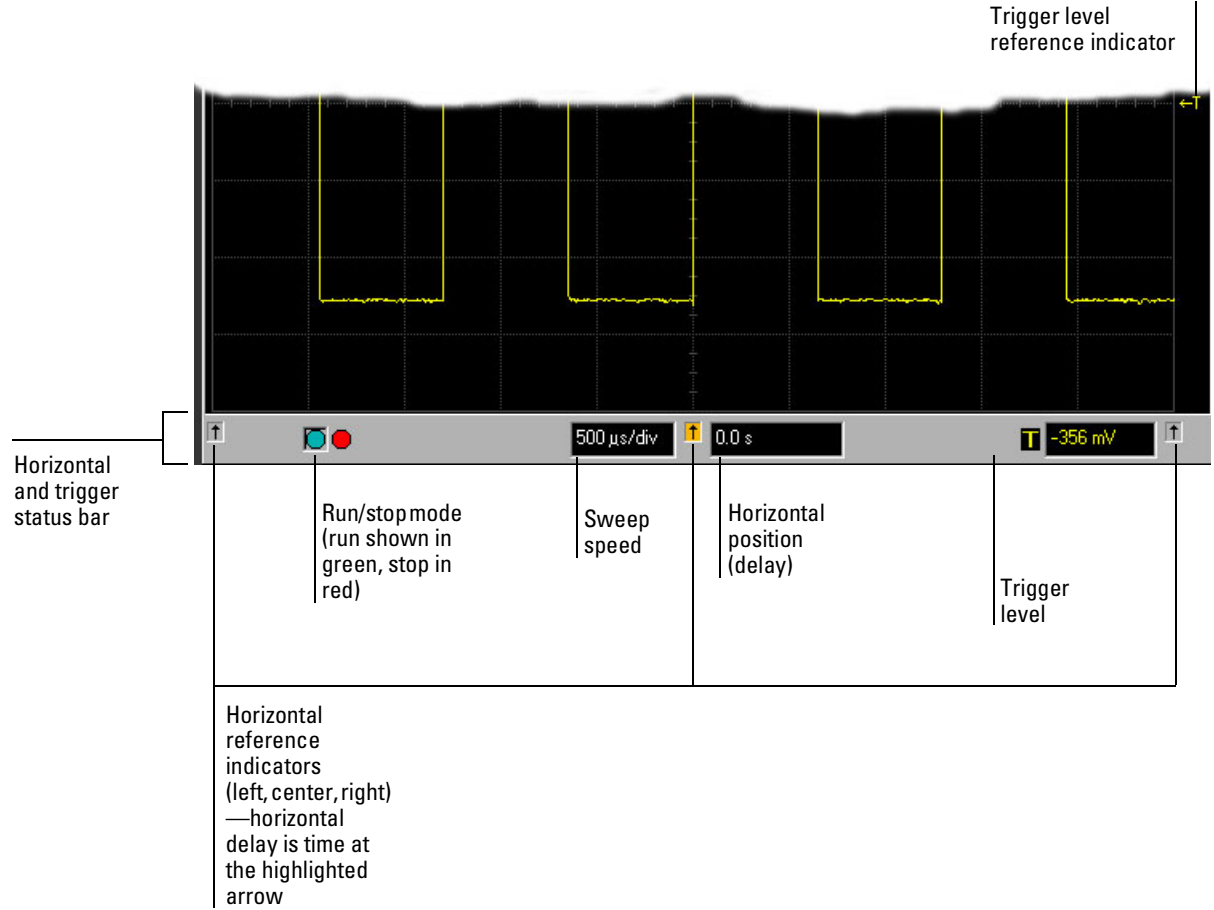 Trigger level
reference indicator
←T
↑
500 µs/div
↑
0.0 s
T
-356 mV
↑
Horizontal
and trigger
status bar
Run/stop mode
(run shown in
green, stop in
red)
Sweep
speed
Horizontal
position
(delay)
Trigger
level
Horizontal
reference
indicators
(left, center, right)
—horizontal
delay is time at
the highlighted
arrow